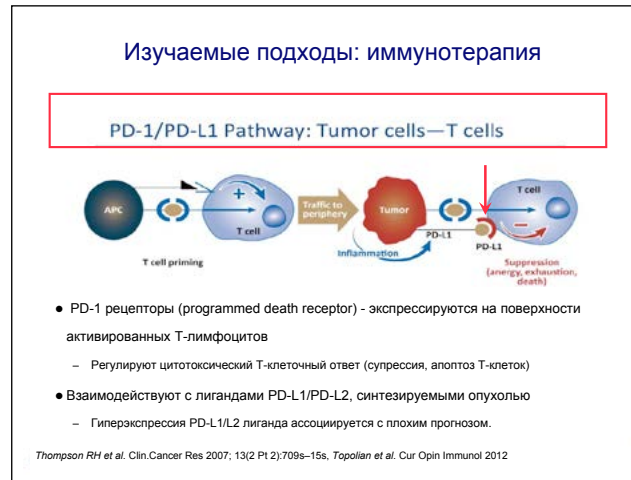 Изучаемые подходы: иммунотерапия
PD-1/PD-L1 Pathway: Tumor cells—T cells
APC
+
T cell
T cell priming
Traffic to
periphery
Tumor
Inflammation
PD-L1
PD-L1
T cell
–
Suppression
(anergy, exhaustion,
death)
● PD-1 рецепторы (programmed death receptor) - экспрессируются на поверхности
активированных Т-лимфоцитов
– Регулируют цитотоксический Т-клеточный ответ (супрессия, апоптоз Т-клеток)
● Взаимодействуют с лигандами PD-L1/PD-L2, синтезируемыми опухолью
– Гиперэкспрессия PD-L1/L2 лиганда ассоциируется с плохим прогнозом.
Thompson RH et al. Clin.Cancer Res 2007; 13(2 Pt 2):709s–15s, Topolian et al. Cur Opin Immunol 2012